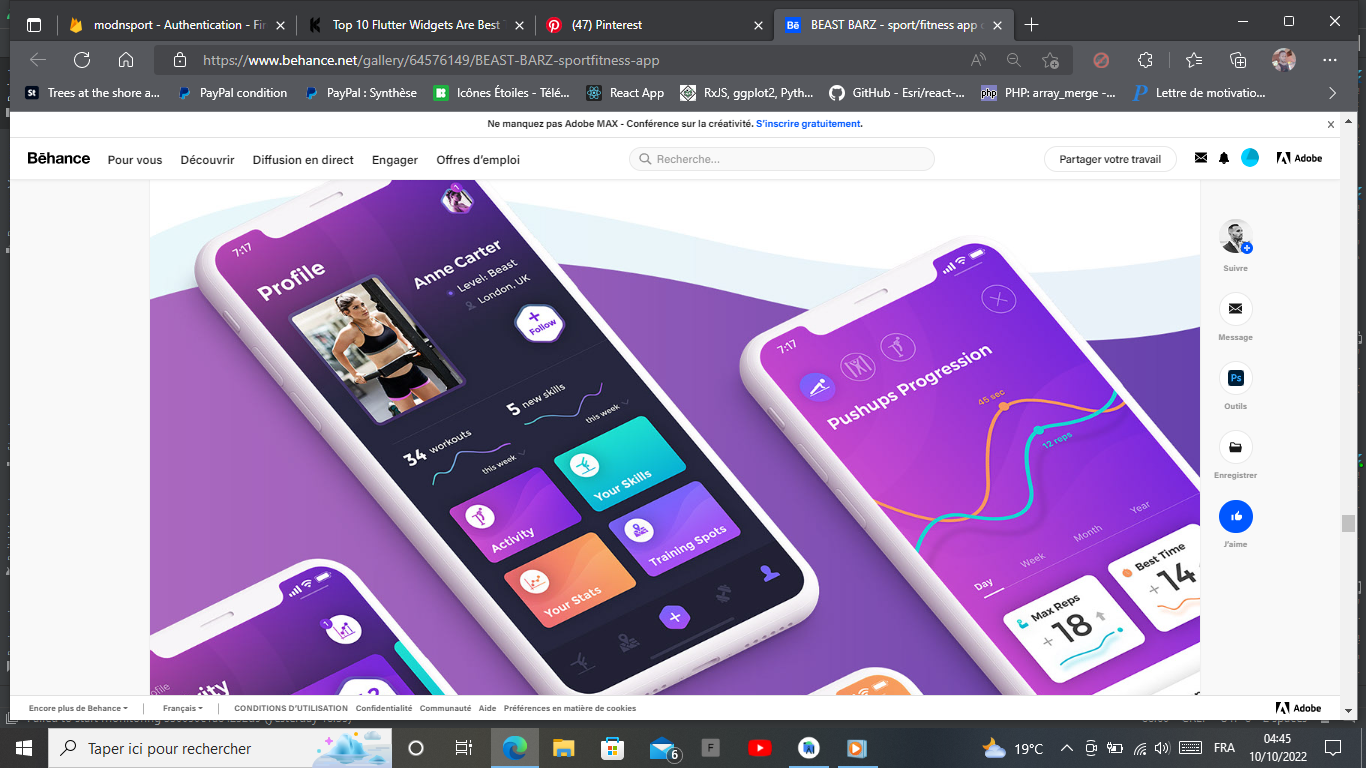 modnsport - Authentication - Fir
Top 10 Flutter Widgets Are Best
(47) Pinterest
BEAST BARZ - sport/fitness app
https://www.behance.net/gallery/64576149/BEAST-BARZ-sportfitness-app
Trees at the shore a...
PayPal condition
PayPal : Synthèse
Icônes Étoiles - Télé...
React App
RxJS, ggplot2, Pyth...
GitHub - Esri/react-...
PHP: array_merge -...
Lettre de motivatio...
Ne manquez pas Adobe MAX - Conférence sur la créativité. S'inscrire gratuitement.
Bēhance
Pour vous
Découvrir
Diffusion en direct
Engager
Offres d'emploi
Recherche...
Partager votre travail
Adobe
7:17
Profile
1
Anne Carter
Level: Beast
London, UK
+
Follow
34 workouts
this week
5 new skills
this week
Activity
Your Skills
Your Stats
Training Spots
7:17
Pushups Progression
45 sec
12 reps
Day
Week
Month
Year
Max Reps
+18
Best Time
+14
1
Suivre
Message
Ps
Outils
Enregistrer
J'aime
Encore plus de Behance
Français
CONDITIONS D'UTILISATION
Confidentialité
Communauté
Aide
Préférences en matière de cookies
Adobe
Taper ici pour rechercher
6
F
19°C
FRA
04:45
10/10/2022